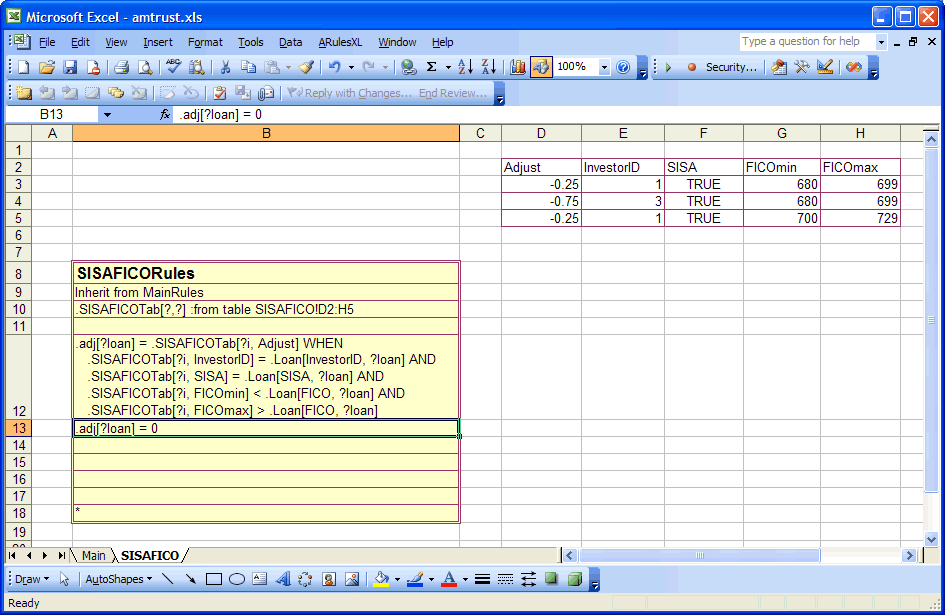 Microsoft Excel - amtrust.xls
File Edit View Insert Format Tools Data ARulesXL Window Help Type a question for help
ABC Σ A Z Z A 100% Security...
Reply with Changes... End Review...
B13 fx .adj[?loan] = 0
A B C D E F G H
1
2 Adjust InvestorID SISA FICOmin FICOmax
3 -0.25 1 TRUE 680 699
4 -0.75 3 TRUE 680 699
5 -0.25 1 TRUE 700 729
6
7
8 SISAFICORules
9 Inherit from MainRules
10 .SISAFICOTab[?,?] :from table SISAFICO!D2:H5
11
.adj[?loan] = .SISAFICOTab[?i, Adjust] WHEN
.SISAFICOTab[?i, InvestorID] = .Loan[InvestorID, ?loan] AND
.SISAFICOTab[?i, SISA] = .Loan[SISA, ?loan] AND
.SISAFICOTab[?i, FICOmin] < .Loan[FICO, ?loan] AND
12 .SISAFICOTab[?i, FICOmax] > .Loan[FICO, ?loan]
13 .adj[?loan] = 0
14
15
16
17
18 *
19
20
Main SISAFICO
Draw AutoShapes A A
Ready